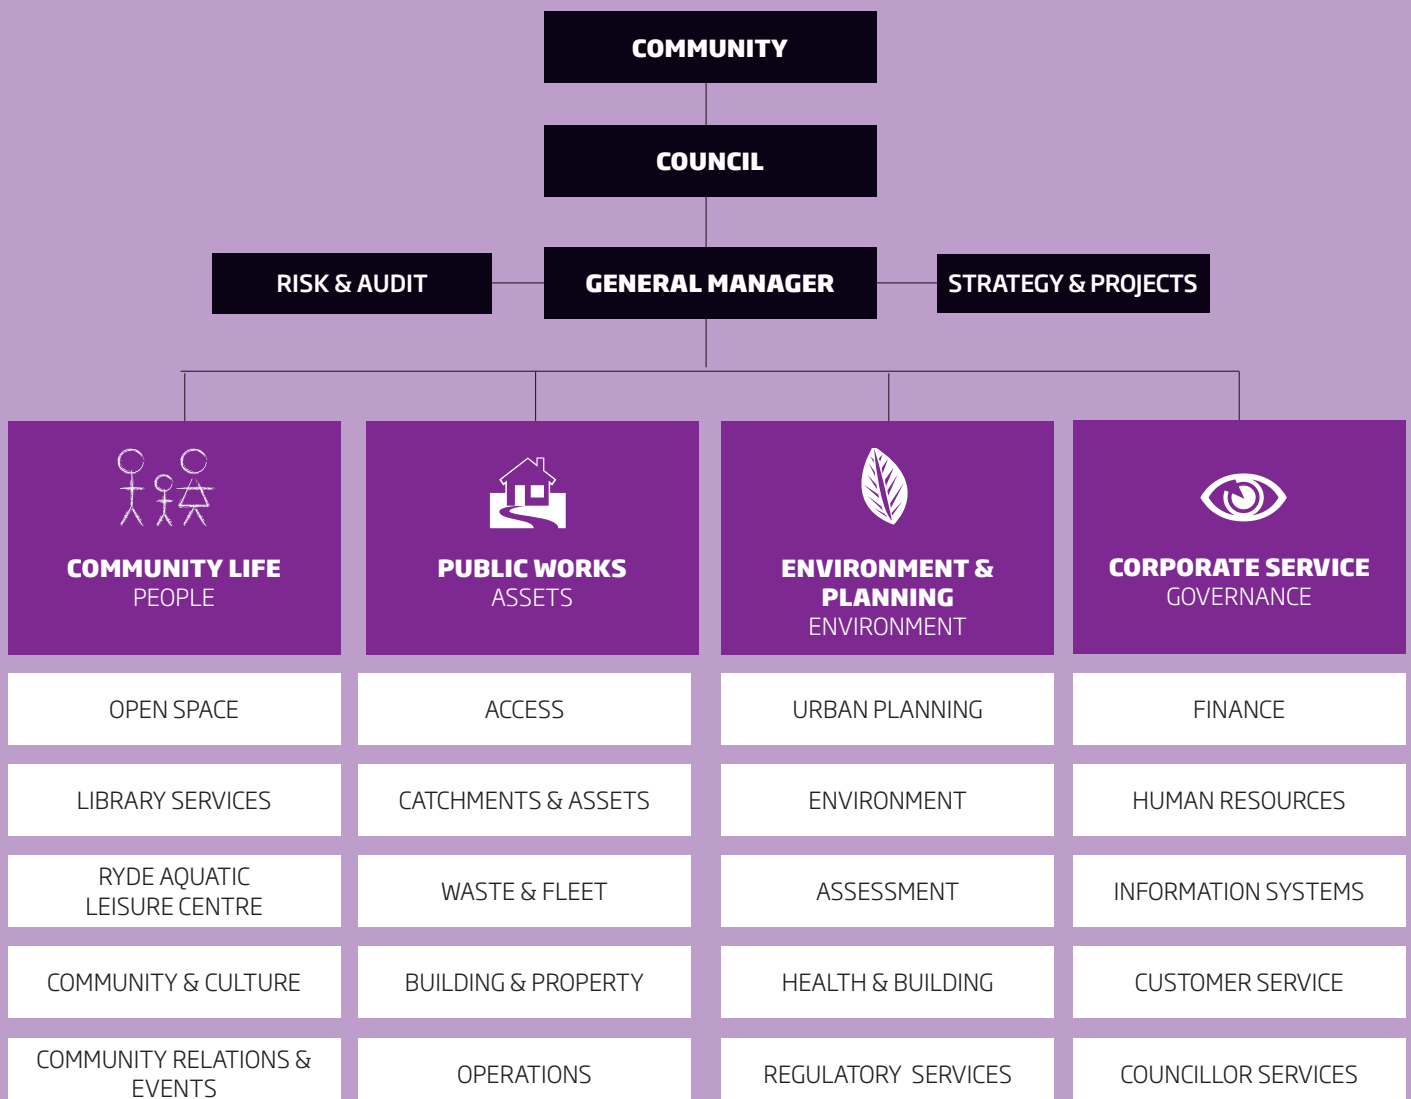 COMMUNITY
COUNCIL
RISK & AUDIT
GENERAL MANAGER
STRATEGY & PROJECTS
COMMUNITY LIFE
PEOPLE
PUBLIC WORKS
ASSETS
ENVIRONMENT &
PLANNING
ENVIRONMENT
CORPORATE SERVICE
GOVERNANCE
OPEN SPACE
ACCESS
URBAN PLANNING
FINANCE
LIBRARY SERVICES
CATCHMENTS & ASSETS
ENVIRONMENT
HUMAN RESOURCES
RYDE AQUATIC
LEISURE CENTRE
WASTE & FLEET
ASSESSMENT
INFORMATION SYSTEMS
COMMUNITY & CULTURE
BUILDING & PROPERTY
HEALTH & BUILDING
CUSTOMER SERVICE
COMMUNITY RELATIONS &
EVENTS
OPERATIONS
REGULATORY SERVICES
COUNCILLOR SERVICES